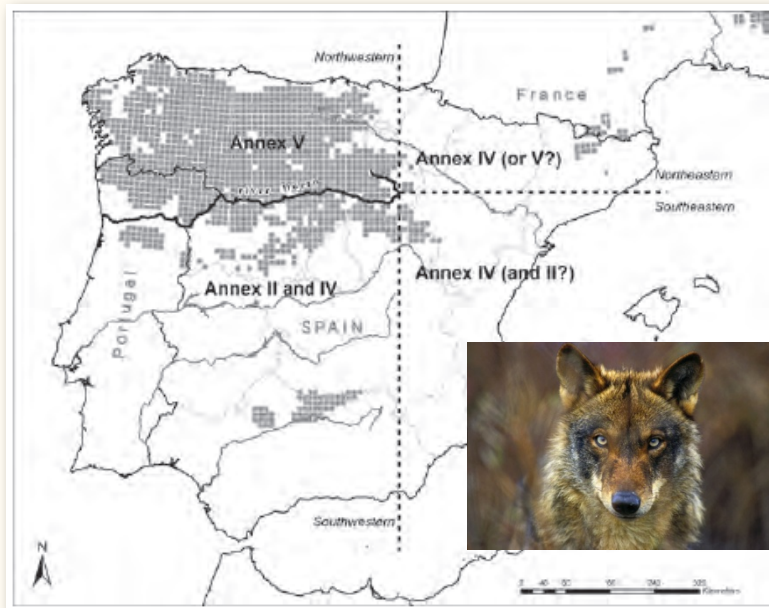 Northwestern
France
Annex V
Annex IV (or V?)
Northeastern
Southeastern
Annex IV (and II?)
Annex II and IV
Portugal
SPAIN
Southwestern
N